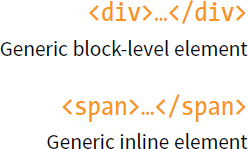 <div>…</div>
Generic block-level element
<span>…</span>
Generic inline element